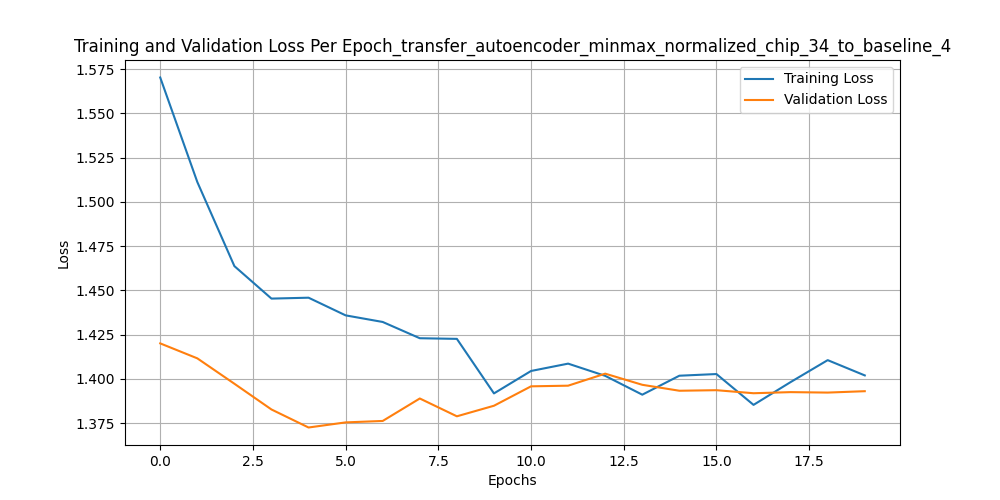 Training and Validation Loss Per Epoch_transfer_autoencoder_minmax_normalized_chip_34_to_baseline_4
Training Loss
Validation Loss
Loss
1.575
1.550
1.525
1.500
1.475
1.450
1.425
1.400
1.375
0.0 2.5 5.0 7.5 10.0 12.5 15.0 17.5
Epochs